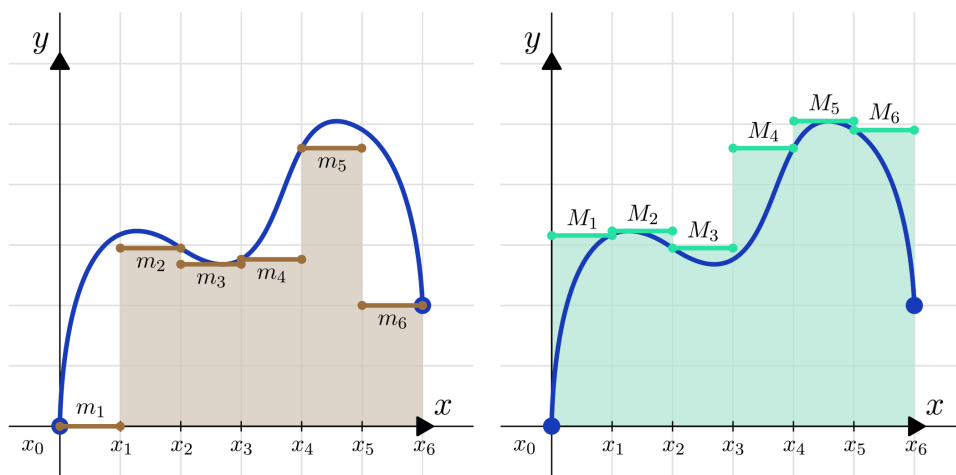 y
m₁
m₂
m₃
m₄
m₅
m₆
x
x₀
x₁
x₂
x₃
x₄
x₅
x₆
y
M₁
M₂
M₃
M₄
M₅
M₆
x
x₀
x₁
x₂
x₃
x₄
x₅
x₆